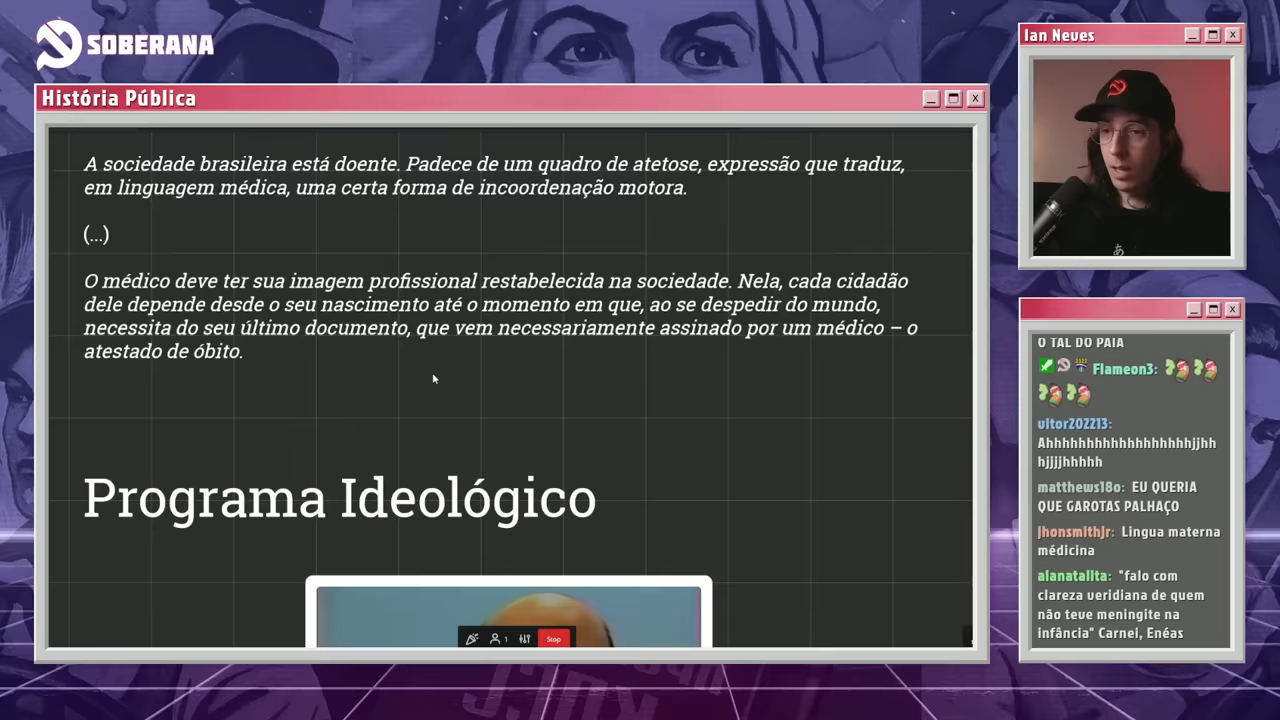 SOBERANA
Ian Neves
História Pública
A sociedade brasileira está doente. Padece de um quadro de atetose, expressão que traduz,
em linguagem médica, uma certa forma de incoordenação motora.
(...)
O médico deve ter sua imagem profissional restabelecida na sociedade. Nela, cada cidadão
dele depende desde o seu nascimento até o momento em que, ao se despedir do mundo,
necessita do seu último documento, que vem necessariamente assinado por um médico – o
atestado de óbito.
Programa Ideológico
1
Stop
O TAL DO PAIA
Flameon3:
vitor202213:
Ahhhhhhhhhhhhhhhhhhjjhh
hjjjjhhhhh
matthews18o: EU QUERIA
QUE GAROTAS PALHAÇO
Jhonsmithjr: Lingua materna
médicina
alanatalita: "falo com
clareza veridiana de quem
não teve meningite na
infância" Carnei, Enéas